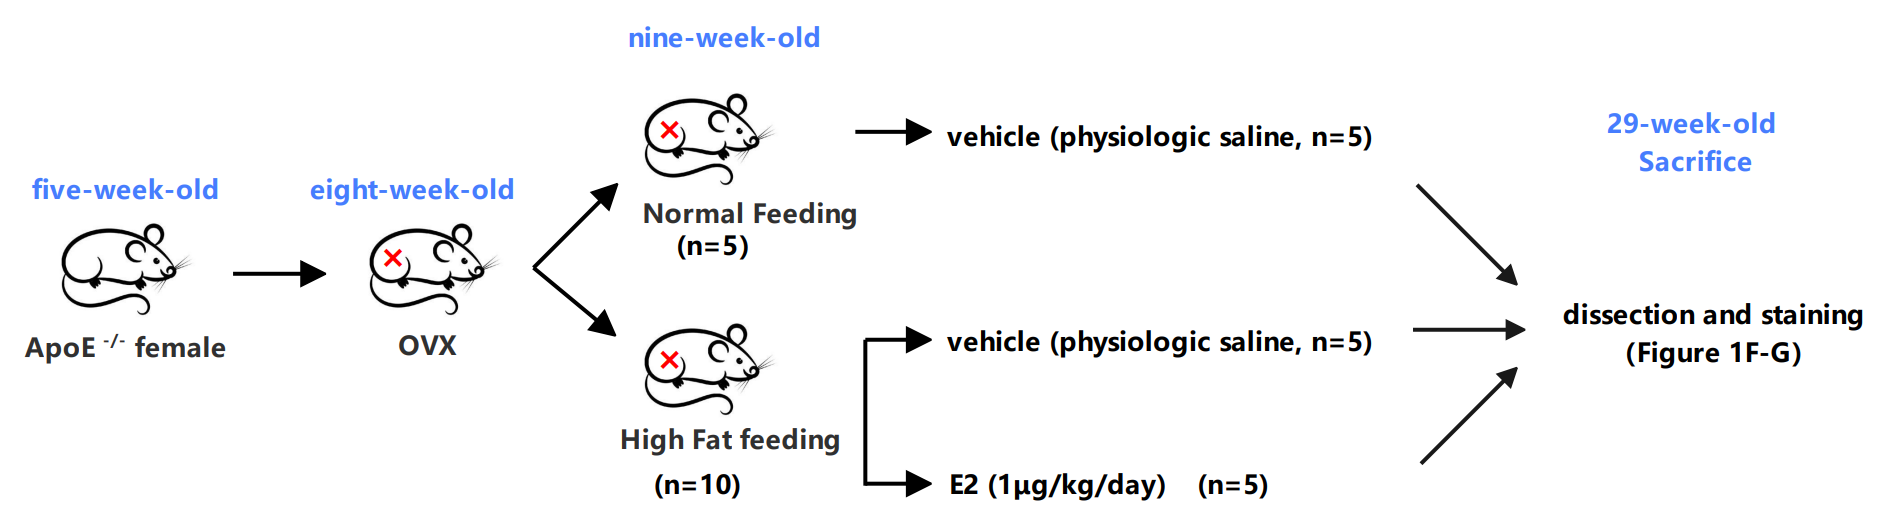 five-week-old
ApoE -/- female
eight-week-old
OVX
nine-week-old
Normal Feeding
(n=5)
High Fat feeding
(n=10)
vehicle (physiologic saline, n=5)
vehicle (physiologic saline, n=5)
E2 (1μg/kg/day) (n=5)
29-week-old
Sacrifice
dissection and staining
(Figure 1F-G)